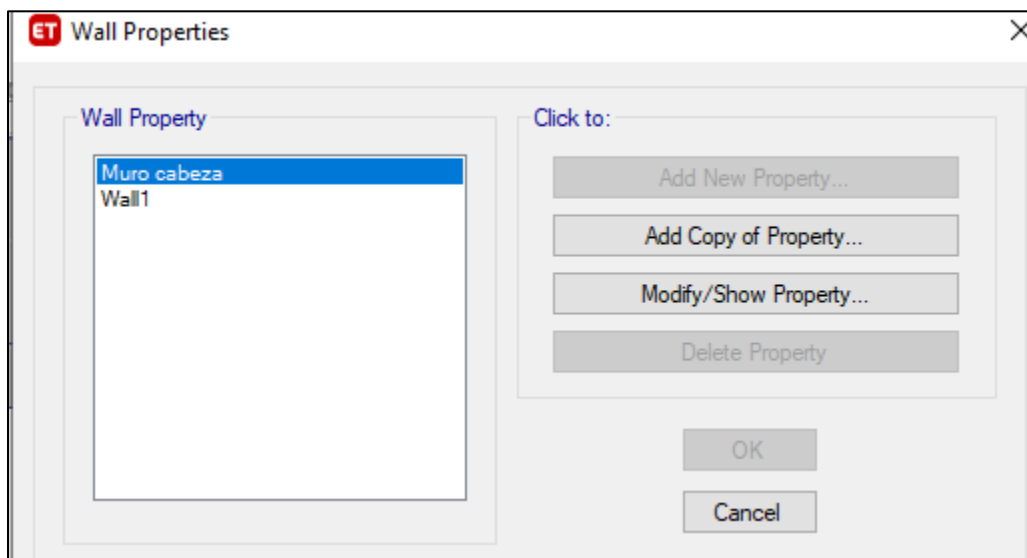 ET Wall Properties
Wall Property
Muro cabeza
Wall1
Click to:
Add New Property...
Add Copy of Property...
Modify/Show Property...
Delete Property
OK
Cancel